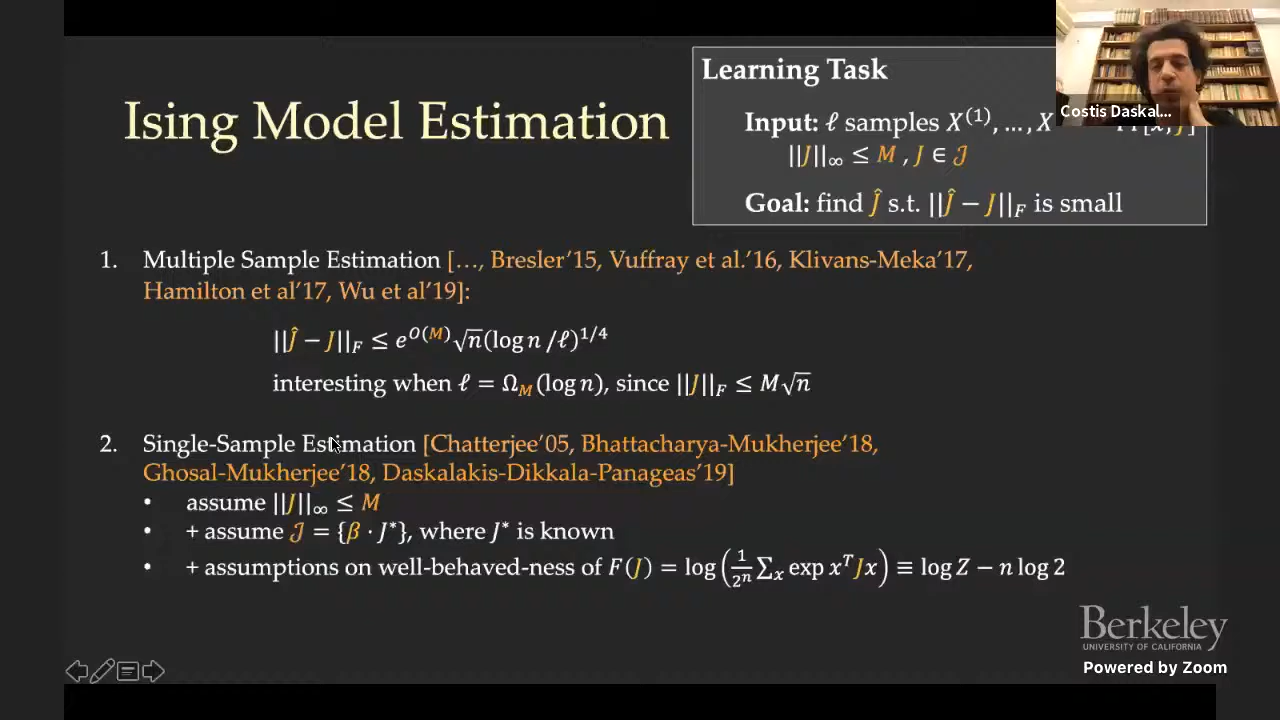 Ising Model Estimation
Learning Task
Input: ℓ samples X⁽¹⁾, …, X
||J||∞ ≤ M , J ∈ 𝒥
Goal: find Ĵ s.t. ||Ĵ − J||_F is small
Costis Daskal...
1. Multiple Sample Estimation […, Bresler'15, Vuffray et al.'16, Klivans-Meka'17,
Hamilton et al'17, Wu et al'19]:
||Ĵ − J||_F ≤ e^{O(M)}√n(log n /ℓ)^{1/4}
interesting when ℓ = Ω_M(log n), since ||J||_F ≤ M√n
2. Single-Sample Estimation [Chatterjee'05, Bhattacharya-Mukherjee'18,
Ghosal-Mukherjee'18, Daskalakis-Dikkala-Panageas'19]
• assume ||J||∞ ≤ M
• + assume 𝒥 = {β · J*}, where J* is known
• + assumptions on well-behaved-ness of F(J) = log(1/2ⁿ ∑ₓ exp xᵀJx) ≡ log Z − n log 2
Berkeley
UNIVERSITY OF CALIFORNIA
Powered by Zoom